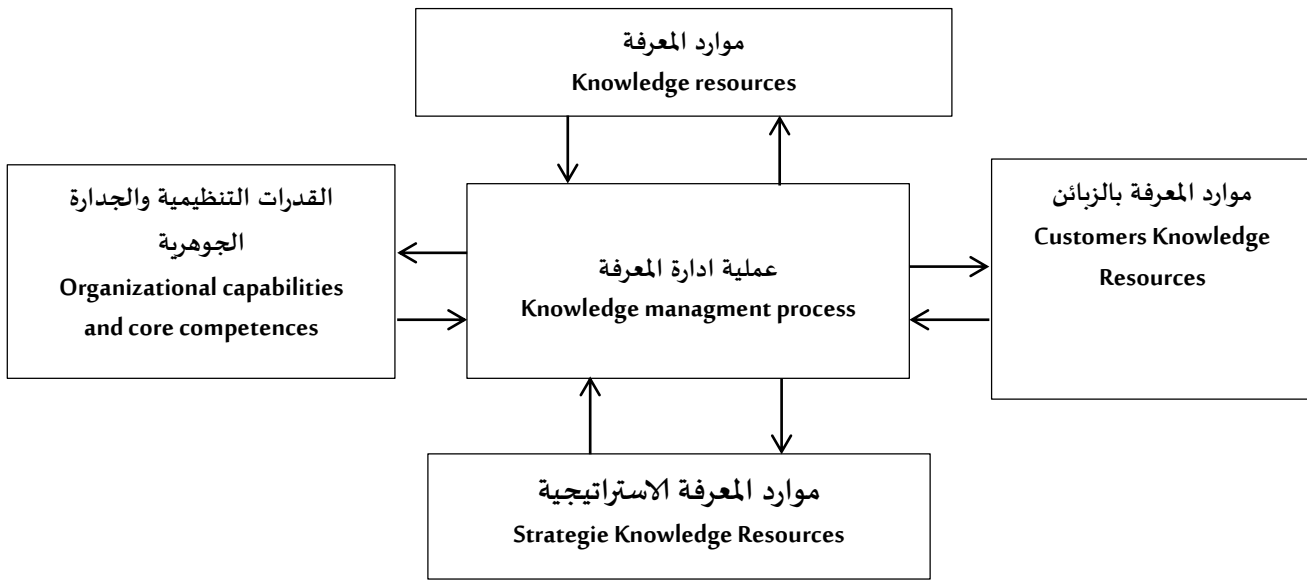 موارد المعرفة
Knowledge resources
القدرات التنظيمية والجدارة
الجوهرية
Organizational capabilities
and core competences
عملية ادارة المعرفة
Knowledge managment process
موارد المعرفة بالزبائن
Customers Knowledge
Resources
موارد المعرفة الاستراتيجية
Strategie Knowledge Resources